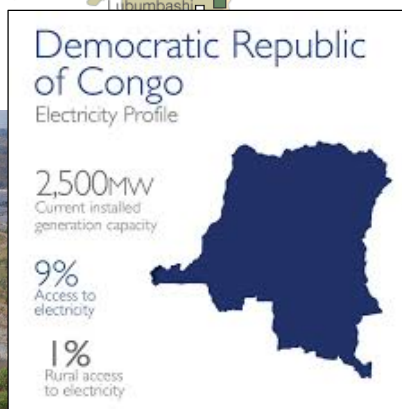 Lubumbashi
Democratic Republic
of Congo
Electricity Profile
2,500MW
Current installed
generation capacity
9%
Access to
electricity
1%
Rural access
to electricity